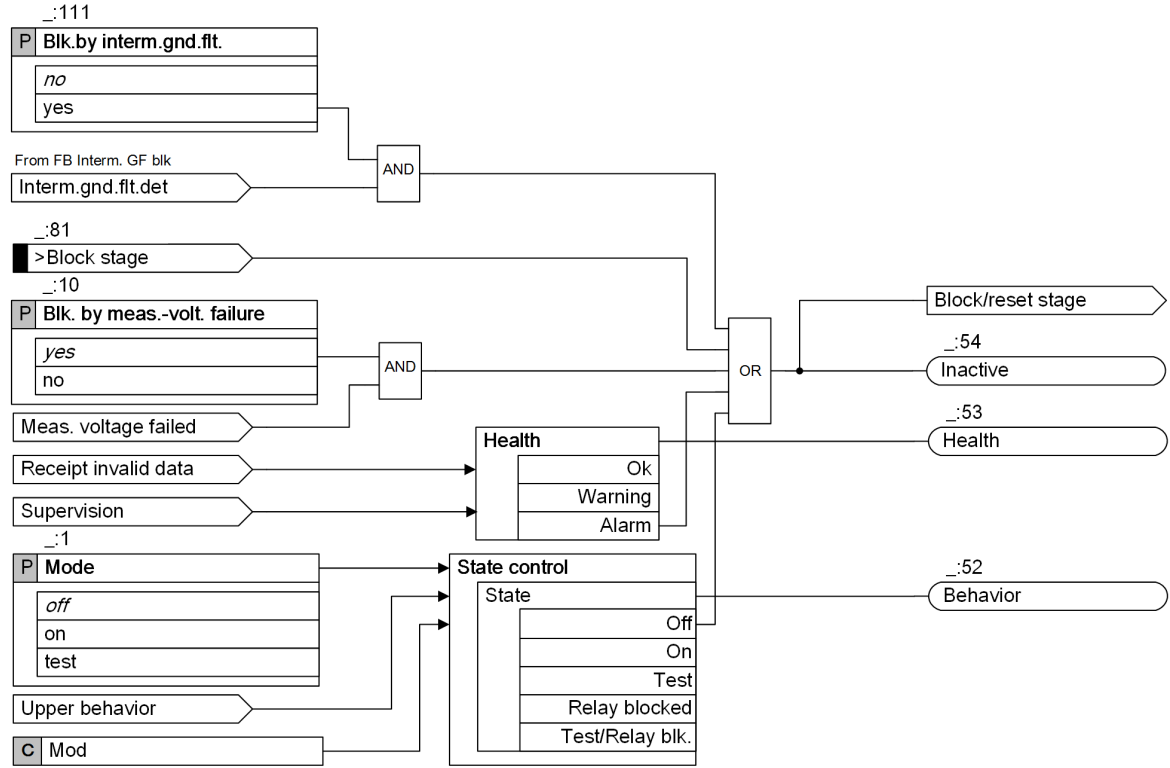 _:111
P Blk.by interm.gnd.flt.
no
yes
From FB Interm. GF blk
Interm.gnd.flt.det
AND
_:81
>Block stage
_:10
P Blk. by meas.-volt. failure
yes
no
AND
Meas. voltage failed
OR
Block/reset stage
_:54
Inactive
_:53
Health
Receipt invalid data
Supervision
Health
Ok
Warning
Alarm
_:1
P Mode
off
on
test
Upper behavior
C Mod
State control
State
Off
On
Test
Relay blocked
Test/Relay blk.
_:52
Behavior